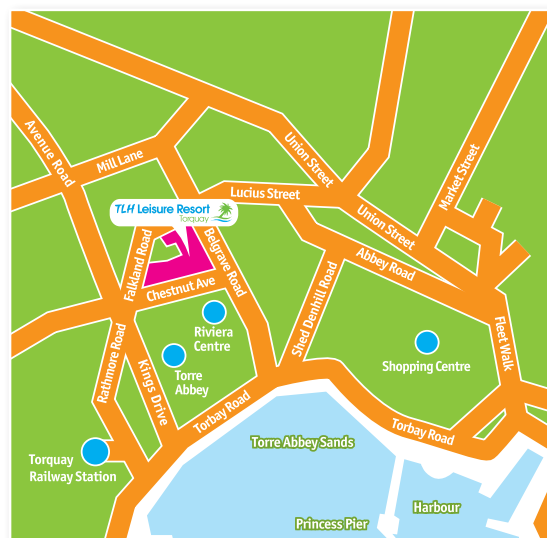 Avenue Road
Mill Lane
Union Street
Market Street
Lucius Street
TLH Leisure Resort
Torquay
Union Street
Falkland Road
Belgrave Road
Abbey Road
Chestnut Ave
Shed Denhill Road
Riviera
Centre
Rathmore Road
Kings Drive
Torre
Abbey
Shopping Centre
Fleet Walk
Torbay Road
Torbay Road
Torre Abbey Sands
Torquay
Railway Station
Harbour
Princess Pier